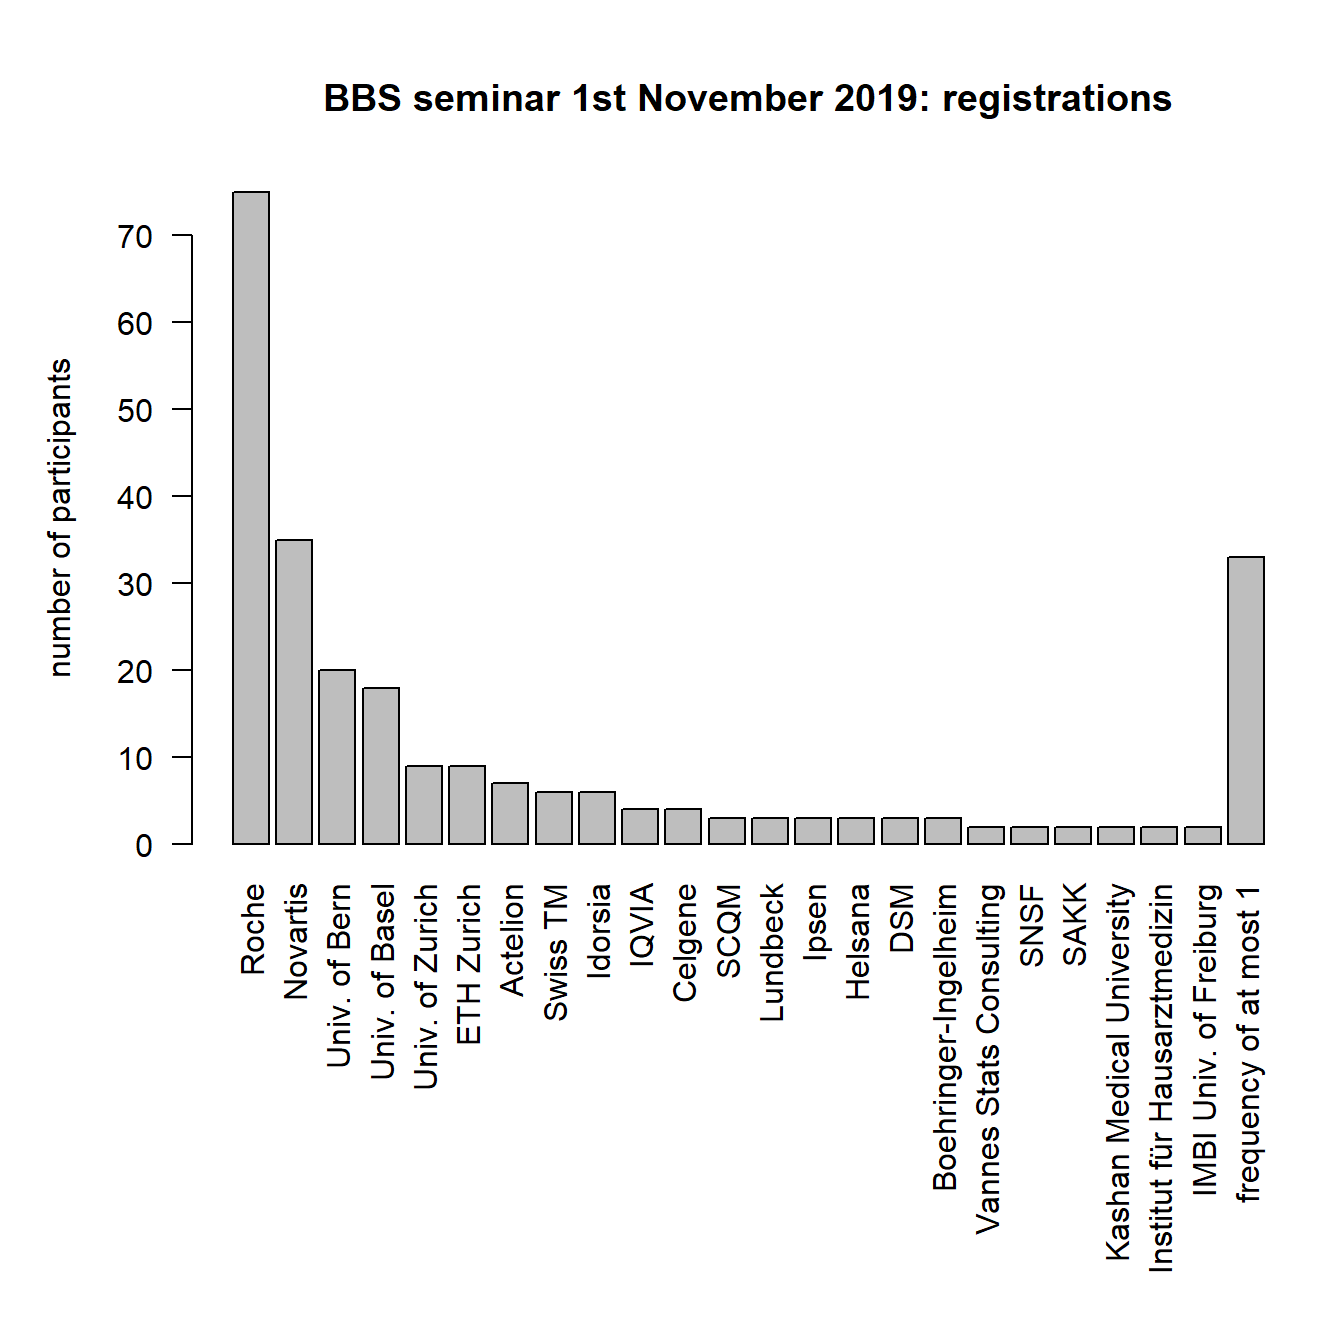 BBS seminar 1st November 2019: registrations
number of participants
70
60
50
40
30
20
10
0
Roche
Novartis
Univ. of Bern
Univ. of Basel
Univ. of Zurich
ETH Zurich
Actelion
Swiss TM
Idorsia
IQVIA
Celgene
SCQM
Lundbeck
Ipsen
Helsana
DSM
Boehringer-Ingelheim
Vannes Stats Consulting
SNSF
SAKK
Kashan Medical University
Institut für Hausarztmedizin
IMBI Univ. of Freiburg
frequency of at most 1